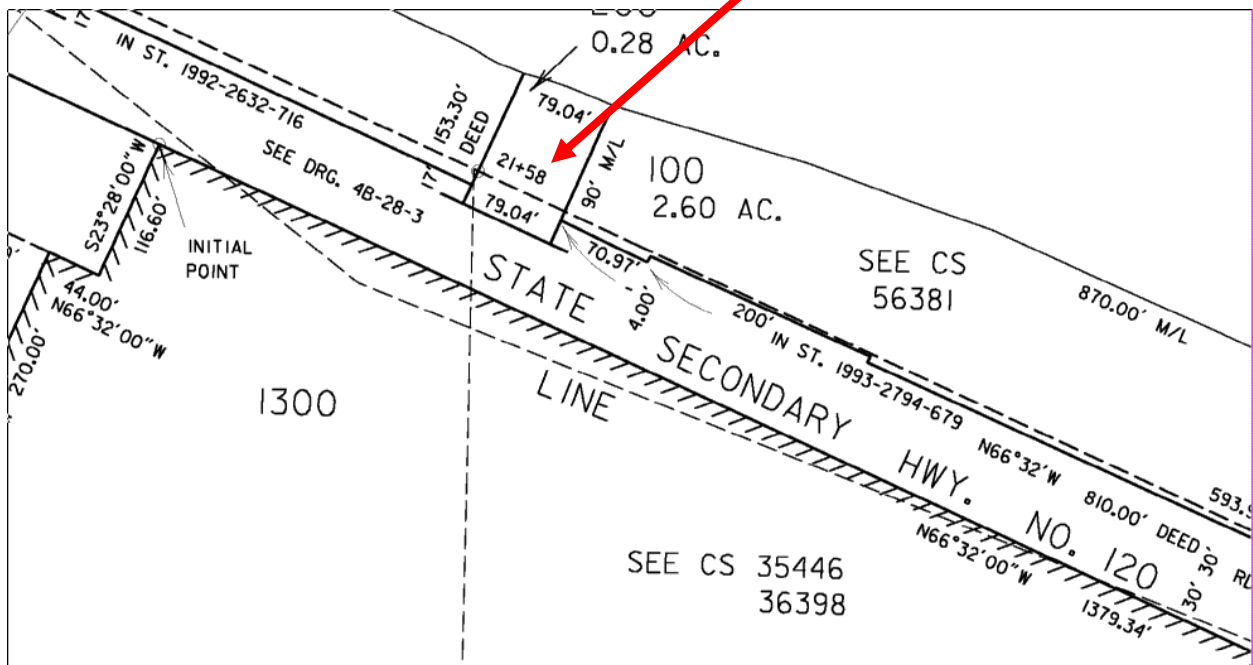 0.28 AC.
17'
IN ST. 1992-2632-716
153.30'
DEED
79.04'
21+58
90' M/L
100
2.60 AC.
SEE DRG. 4B-28-3
17'
79.04'
S23°28'00"W
116.60'
INITIAL
POINT
70.97'
4.00'
SEE CS
56381
870.00' M/L
44.00'
N66°32'00"W
270.00'
200'
IN ST. 1993-2794-679
STATE SECONDARY HWY. NO. 120
LINE
1300
N66°32'W
810.00' DEED
N66°32'00"W
30' 30'
1379.34'
SEE CS 35446
36398